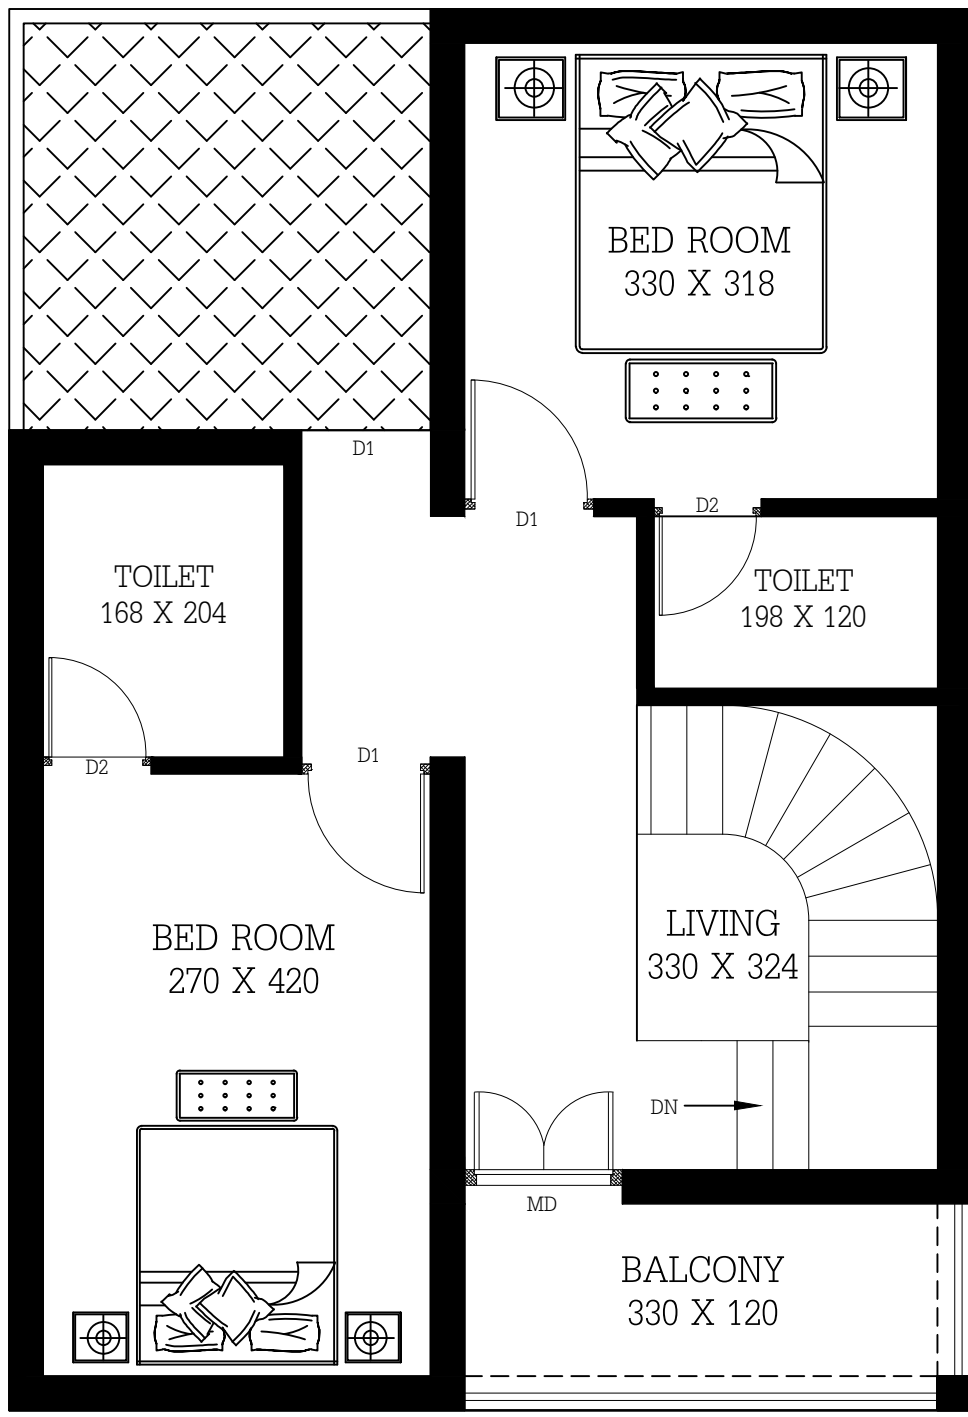 BED ROOM
330 X 318
D1
D1
D2
TOILET
168 X 204
TOILET
198 X 120
D2
D1
BED ROOM
270 X 420
LIVING
330 X 324
DN
MD
BALCONY
330 X 120